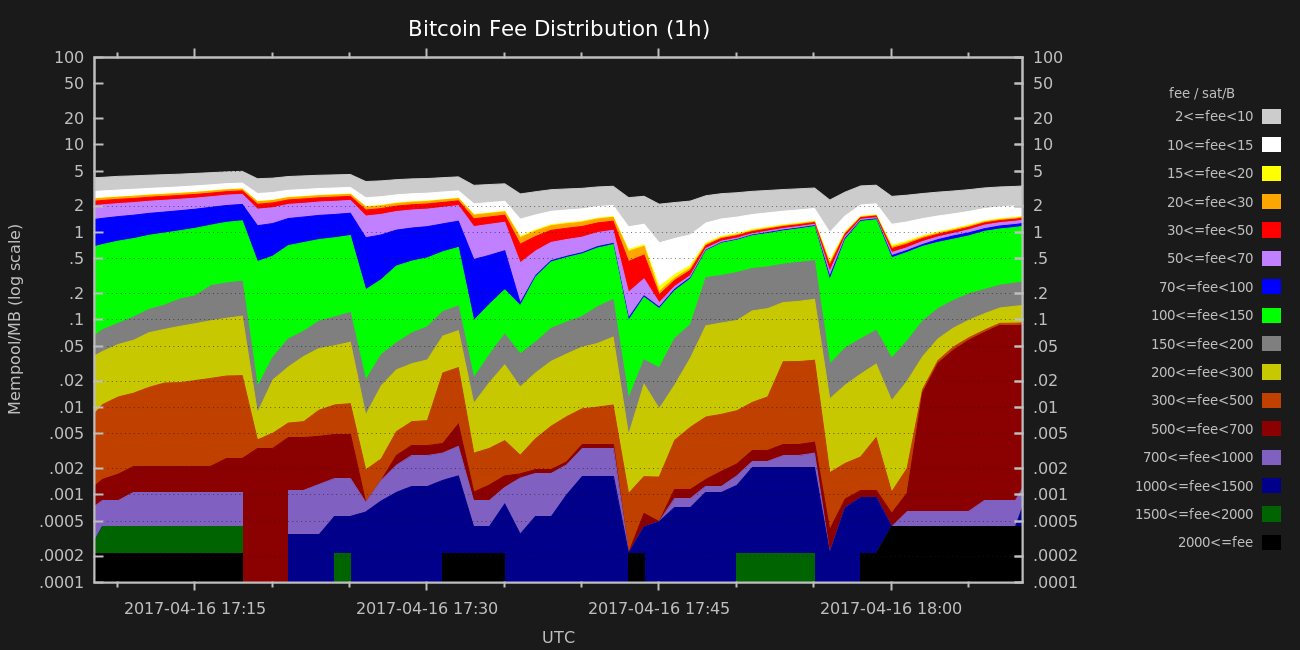 Bitcoin Fee Distribution (1h)
Mempool/MB (log scale)
100
50
20
10
5
2
1
.5
.2
.1
.05
.02
.01
.005
.002
.001
.0005
.0002
.0001
100
50
20
10
5
2
1
.5
.2
.1
.05
.02
.01
.005
.002
.001
.0005
.0002
.0001
2017-04-16 17:15 2017-04-16 17:30 2017-04-16 17:45 2017-04-16 18:00
UTC
fee / sat/B
2<=fee<10
10<=fee<15
15<=fee<20
20<=fee<30
30<=fee<50
50<=fee<70
70<=fee<100
100<=fee<150
150<=fee<200
200<=fee<300
300<=fee<500
500<=fee<700
700<=fee<1000
1000<=fee<1500
1500<=fee<2000
2000<=fee